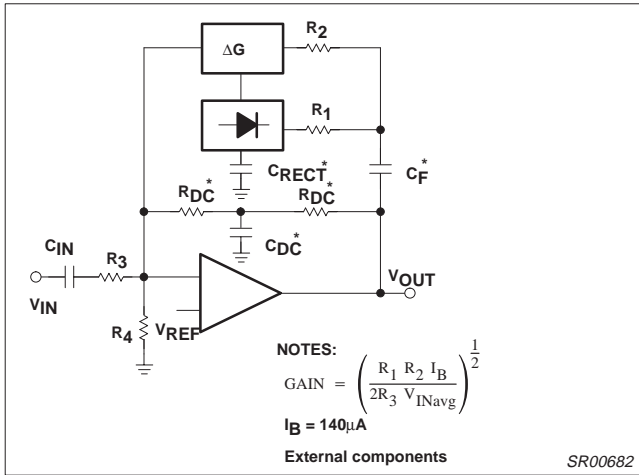 R2
ΔG
R1
CRECT*
CF*
RDC*
RDC*
CDC*
CIN
R3
VIN
R4
VREF
VOUT
NOTES:
GAIN = (R1 R2 IB / 2R3 VINavg)^1/2
IB = 140μA
External components
SR00682